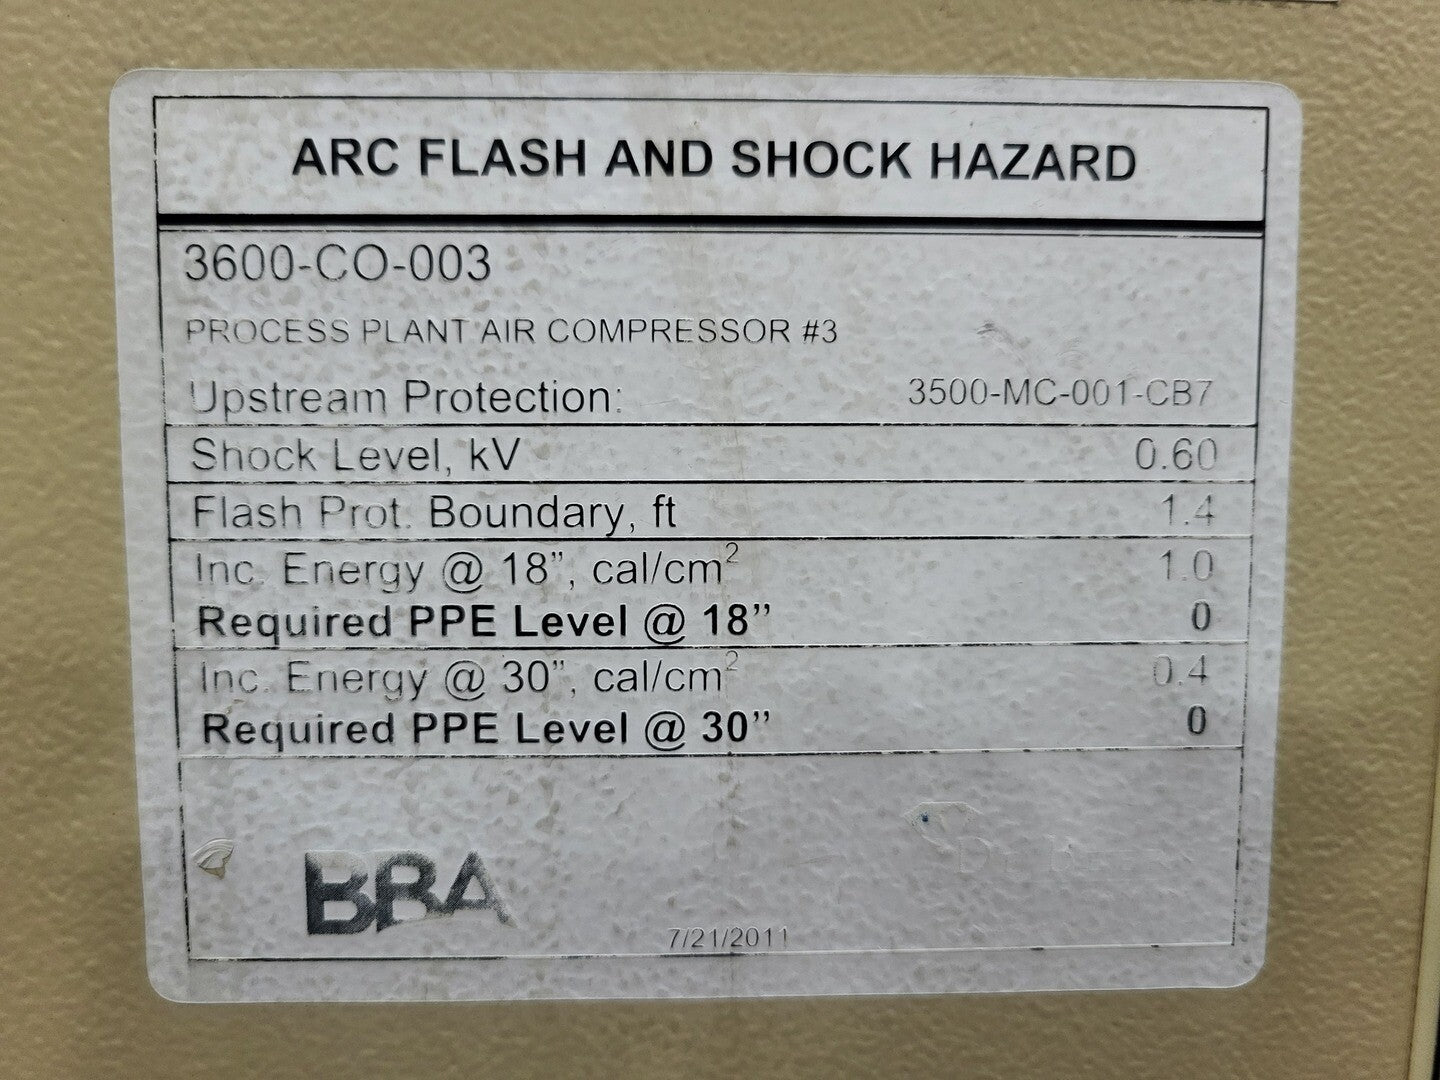 ARC FLASH AND SHOCK HAZARD
3600-CO-003
PROCESS PLANT AIR COMPRESSOR #3
Upstream Protection: 3500-MC-001-CB7
Shock Level, kV 0.60
Flash Prot. Boundary, ft 1.4
Inc. Energy @ 18", cal/cm² 1.0
Required PPE Level @ 18" 0
Inc. Energy @ 30", cal/cm² 0.4
Required PPE Level @ 30" 0
BBA
7/21/2011